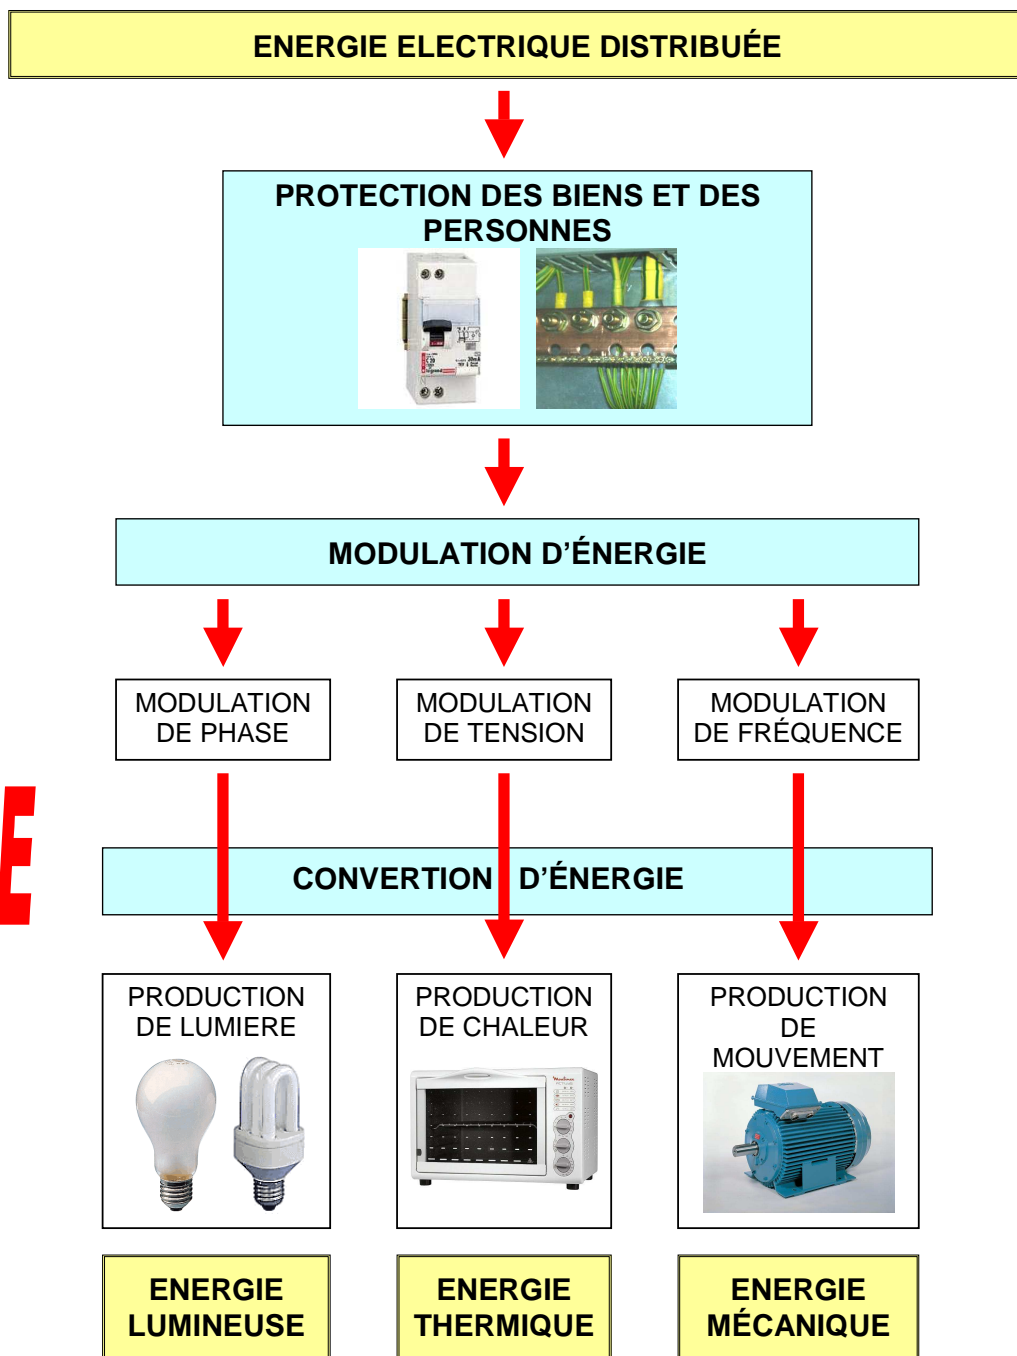 ENERGIE ELECTRIQUE DISTRIBUÉE
PROTECTION DES BIENS ET DES
PERSONNES
MODULATION D’ÉNERGIE
MODULATION
DE PHASE
MODULATION
DE TENSION
MODULATION
DE FRÉQUENCE
E
CONVERTION D’ÉNERGIE
PRODUCTION
DE LUMIERE
PRODUCTION
DE CHALEUR
PRODUCTION
DE
MOUVEMENT
ENERGIE
LUMINEUSE
ENERGIE
THERMIQUE
ENERGIE
MÉCANIQUE